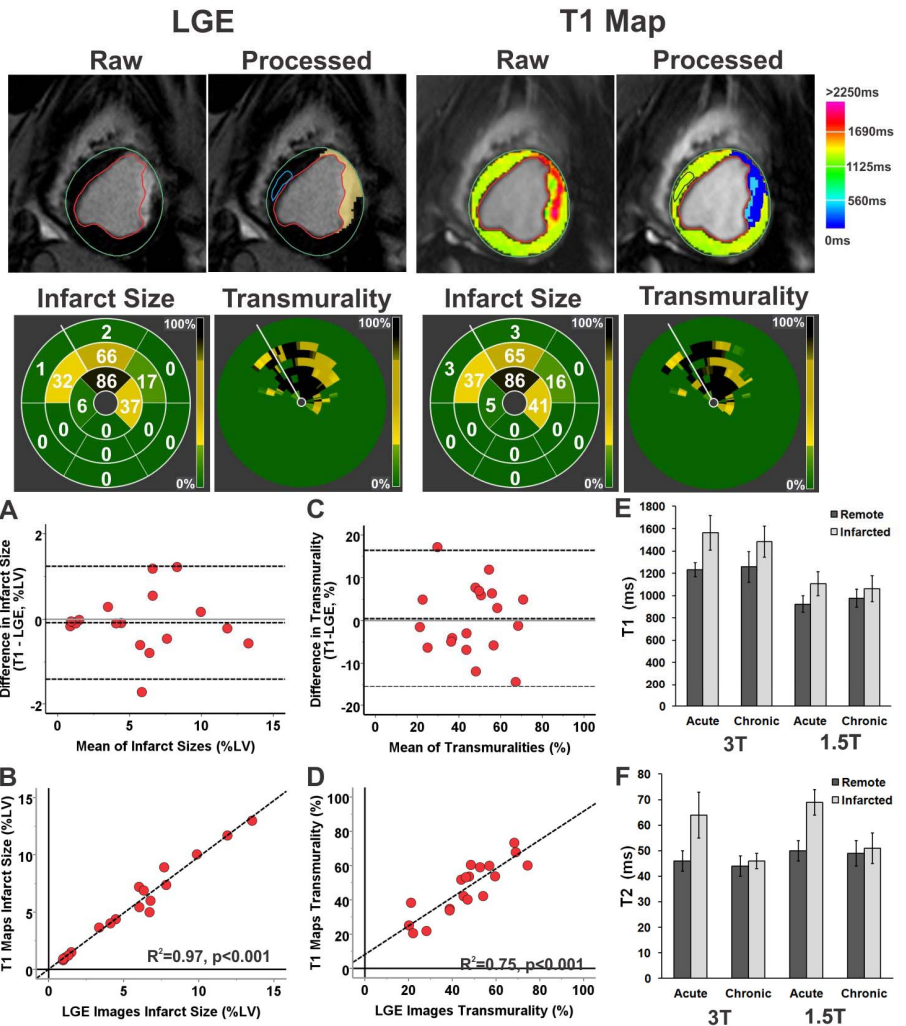 LGE
T1 Map
Raw
Processed
Raw
Processed
>2250ms
1690ms
1125ms
560ms
0ms
Infarct Size
Transmurality
Infarct Size
Transmurality
2
1
0
66
32
17
86
6
37
0
0
0
0
0
0
0
100%
0%
100%
0%
3
3
0
65
37
16
86
5
41
0
0
0
0
0
0
0
100%
0%
100%
0%
A
Difference in Infarct Size
(T1 - LGE, %LV)
2
0
-2
0
5
10
15
Mean of Infarct Sizes (%LV)
C
Difference in Transmurality
(T1-LGE, %)
20
10
0
-10
-20
0
20
40
60
80
100
Mean of Transmuralities (%)
E
T1 (ms)
1800
1600
1400
1200
1000
800
600
400
200
0
Remote
Infarcted
Acute
Chronic
Acute
Chronic
3T
1.5T
B
T1 Maps Infarct Size (%LV)
15
10
5
0
R²=0.97, p<0.001
0
5
10
15
LGE Images Infarct Size (%LV)
D
T1 Maps Transmurality (%)
100
80
60
40
20
0
R²=0.75, p<0.001
0
20
40
60
80
100
LGE Images Transmurality (%)
F
T2 (ms)
80
70
60
50
40
30
20
10
0
Remote
Infarcted
Acute
Chronic
Acute
Chronic
3T
1.5T